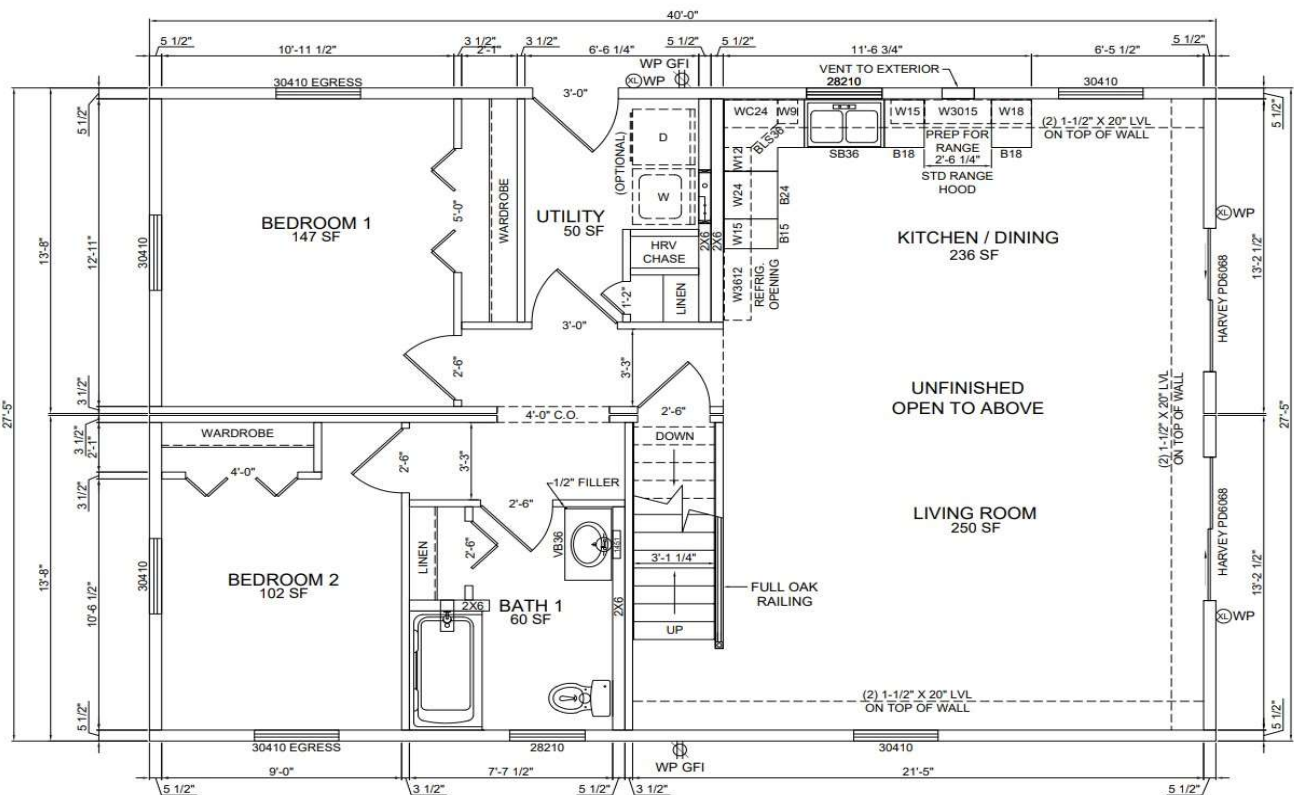 40'-0"
5 1/2"
10'-11 1/2"
3 1/2"
2'-1"
3 1/2"
6'-6 1/4"
5 1/2"
5 1/2"
11'-6 3/4"
6'-5 1/2"
5 1/2"
30410 EGRESS
WP GFI
XL WP
VENT TO EXTERIOR
28210
30410
3'-0"
5 1/2"
5 1/2"
WC24
W9
W15
W3015
W18
(2) 1-1/2" X 20" LVL
ON TOP OF WALL
BLS36
SB36
B18
PREP FOR
RANGE
2'-6 1/4"
B18
STD RANGE
HOOD
(OPTIONAL)
D
W
W12
W24
B24
W15
B15
W3612
REFRIG.
OPENING
2X6
2X6
BEDROOM 1
147 SF
5'-0"
WARDROBE
UTILITY
50 SF
HRV
CHASE
LINEN
1'-2"
KITCHEN / DINING
236 SF
XL WP
HARVEY PD6068
13'-2 1/2"
13'-8"
12'-11"
30410
3'-0"
2'-6"
3'-3"
3 1/2"
27'-5"
27'-5"
UNFINISHED
OPEN TO ABOVE
(2) 1-1/2" X 20" LVL
ON TOP OF WALL
4'-0" C.O.
2'-6"
DOWN
WARDROBE
4'-0"
2'-6"
3'-3"
3 1/2"
2'-1"
3 1/2"
2'-6"
1/2" FILLER
VB36
1451
LINEN
2'-6"
LIVING ROOM
250 SF
HARVEY PD6068
13'-2 1/2"
3'-1 1/4"
FULL OAK
RAILING
UP
BEDROOM 2
102 SF
30410
13'-8"
10'-6 1/2"
2X6
BATH 1
60 SF
2X6
XL WP
(2) 1-1/2" X 20" LVL
ON TOP OF WALL
5 1/2"
5 1/2"
30410 EGRESS
28210
WP GFI
30410
9'-0"
7'-7 1/2"
21'-5"
5 1/2"
3 1/2"
5 1/2"
3 1/2"
5 1/2"